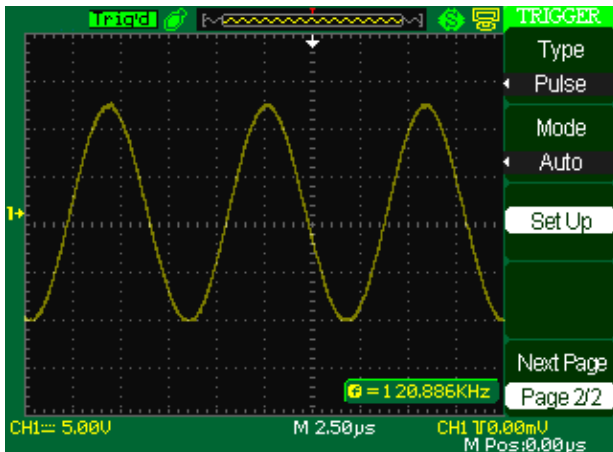 Trig'd S TRIGGER
Type
Pulse
Mode
Auto
1
Set Up
Next Page
f =120.886KHz
Page 2/2
CH1 5.00V M 2.50µs CH1 0.00mV
M Pos:0.00µs